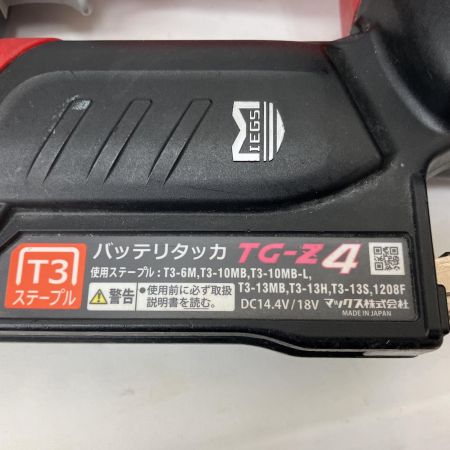 MIEGS
T3
ステープル
バッテリタッカ TG-Z4
使用ステープル:T3-6M,T3-10MB,T3-10MB-L,
T3-13MB,T3-13H,T3-13S,1208F
警告
●使用前に必ず取扱
説明書を読む。
DC14.4V/18V
マックス株式会社
MADE IN JAPAN